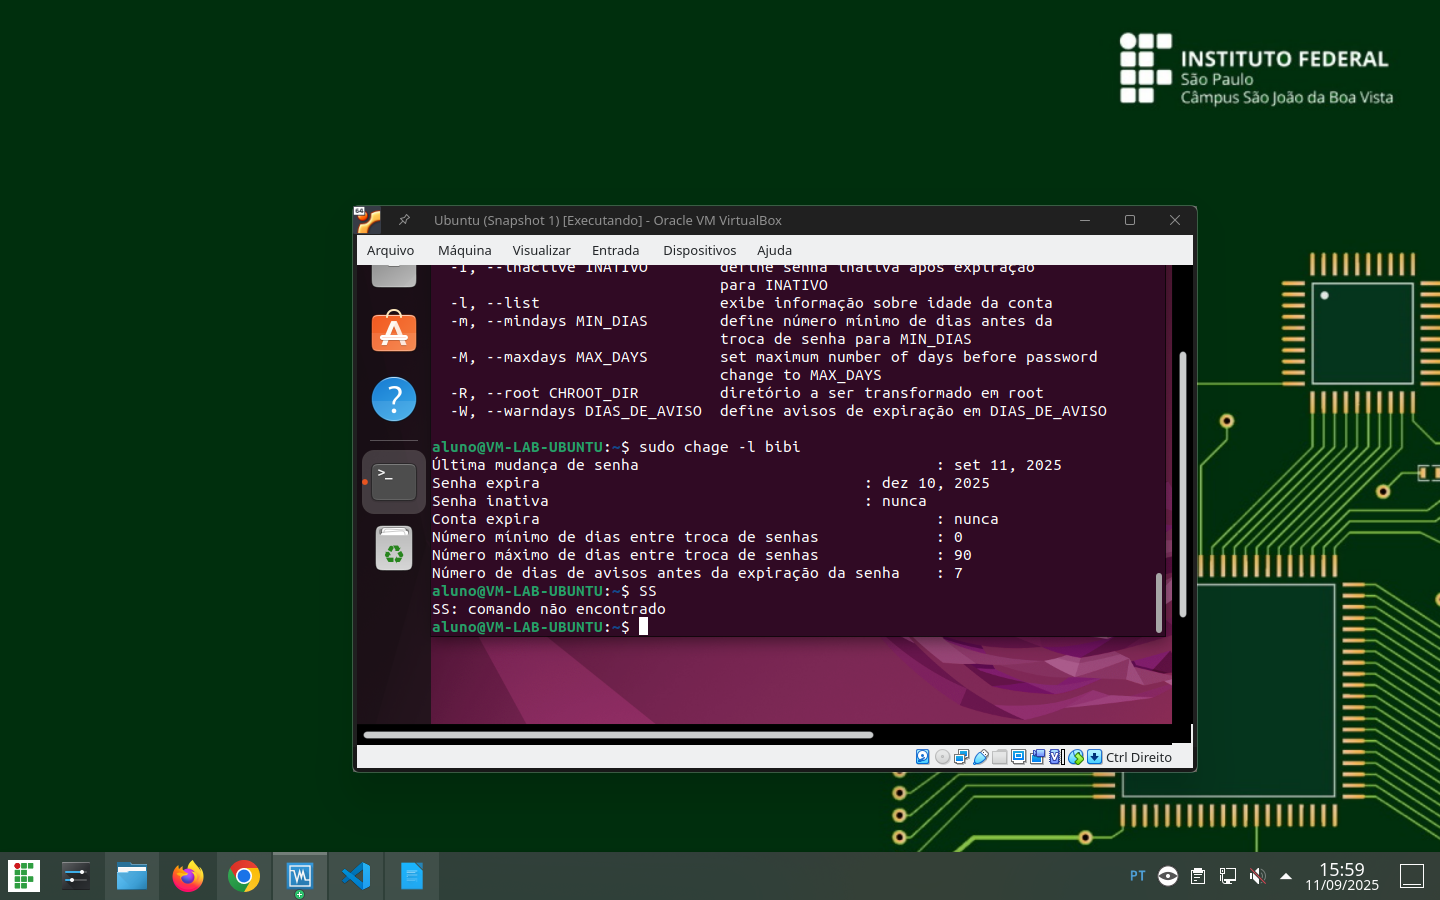 INSTITUTO FEDERAL
São Paulo
Câmpus São João da Boa Vista
64
Ubuntu (Snapshot 1) [Executando] - Oracle VM VirtualBox
Arquivo Máquina Visualizar Entrada Dispositivos Ajuda
-I, --inactive INATIVO define senha inativa após expiração
para INATIVO
-l, --list exibe informação sobre idade da conta
-m, --mindays MIN_DIAS define número mínimo de dias antes da
troca de senha para MIN_DIAS
-M, --maxdays MAX_DAYS set maximum number of days before password
change to MAX_DAYS
-R, --root CHROOT_DIR diretório a ser transformado em root
-W, --warndays DIAS_DE_AVISO define avisos de expiração em DIAS_DE_AVISO
aluno@VM-LAB-UBUNTU:~$ sudo chage -l bibi
Última mudança de senha : set 11, 2025
Senha expira : dez 10, 2025
Senha inativa : nunca
Conta expira : nunca
Número mínimo de dias entre troca de senhas : 0
Número máximo de dias entre troca de senhas : 90
Número de dias de avisos antes da expiração da senha : 7
aluno@VM-LAB-UBUNTU:~$ SS
SS: comando não encontrado
aluno@VM-LAB-UBUNTU:~$
Ctrl Direito
PT
15:59
11/09/2025